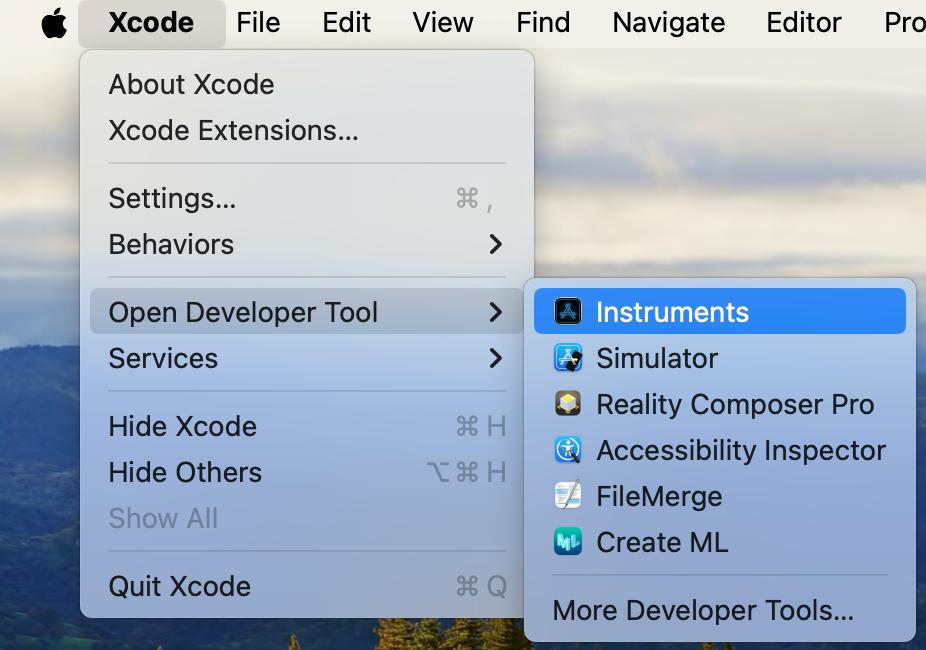 Xcode File Edit View Find Navigate Editor Pro
About Xcode
Xcode Extensions...
Settings... ⌘ ,
Behaviors
Open Developer Tool
Services
Hide Xcode ⌘ H
Hide Others ⌥ ⌘ H
Show All
Quit Xcode ⌘ Q
Instruments
Simulator
Reality Composer Pro
Accessibility Inspector
FileMerge
ML Create ML
More Developer Tools...